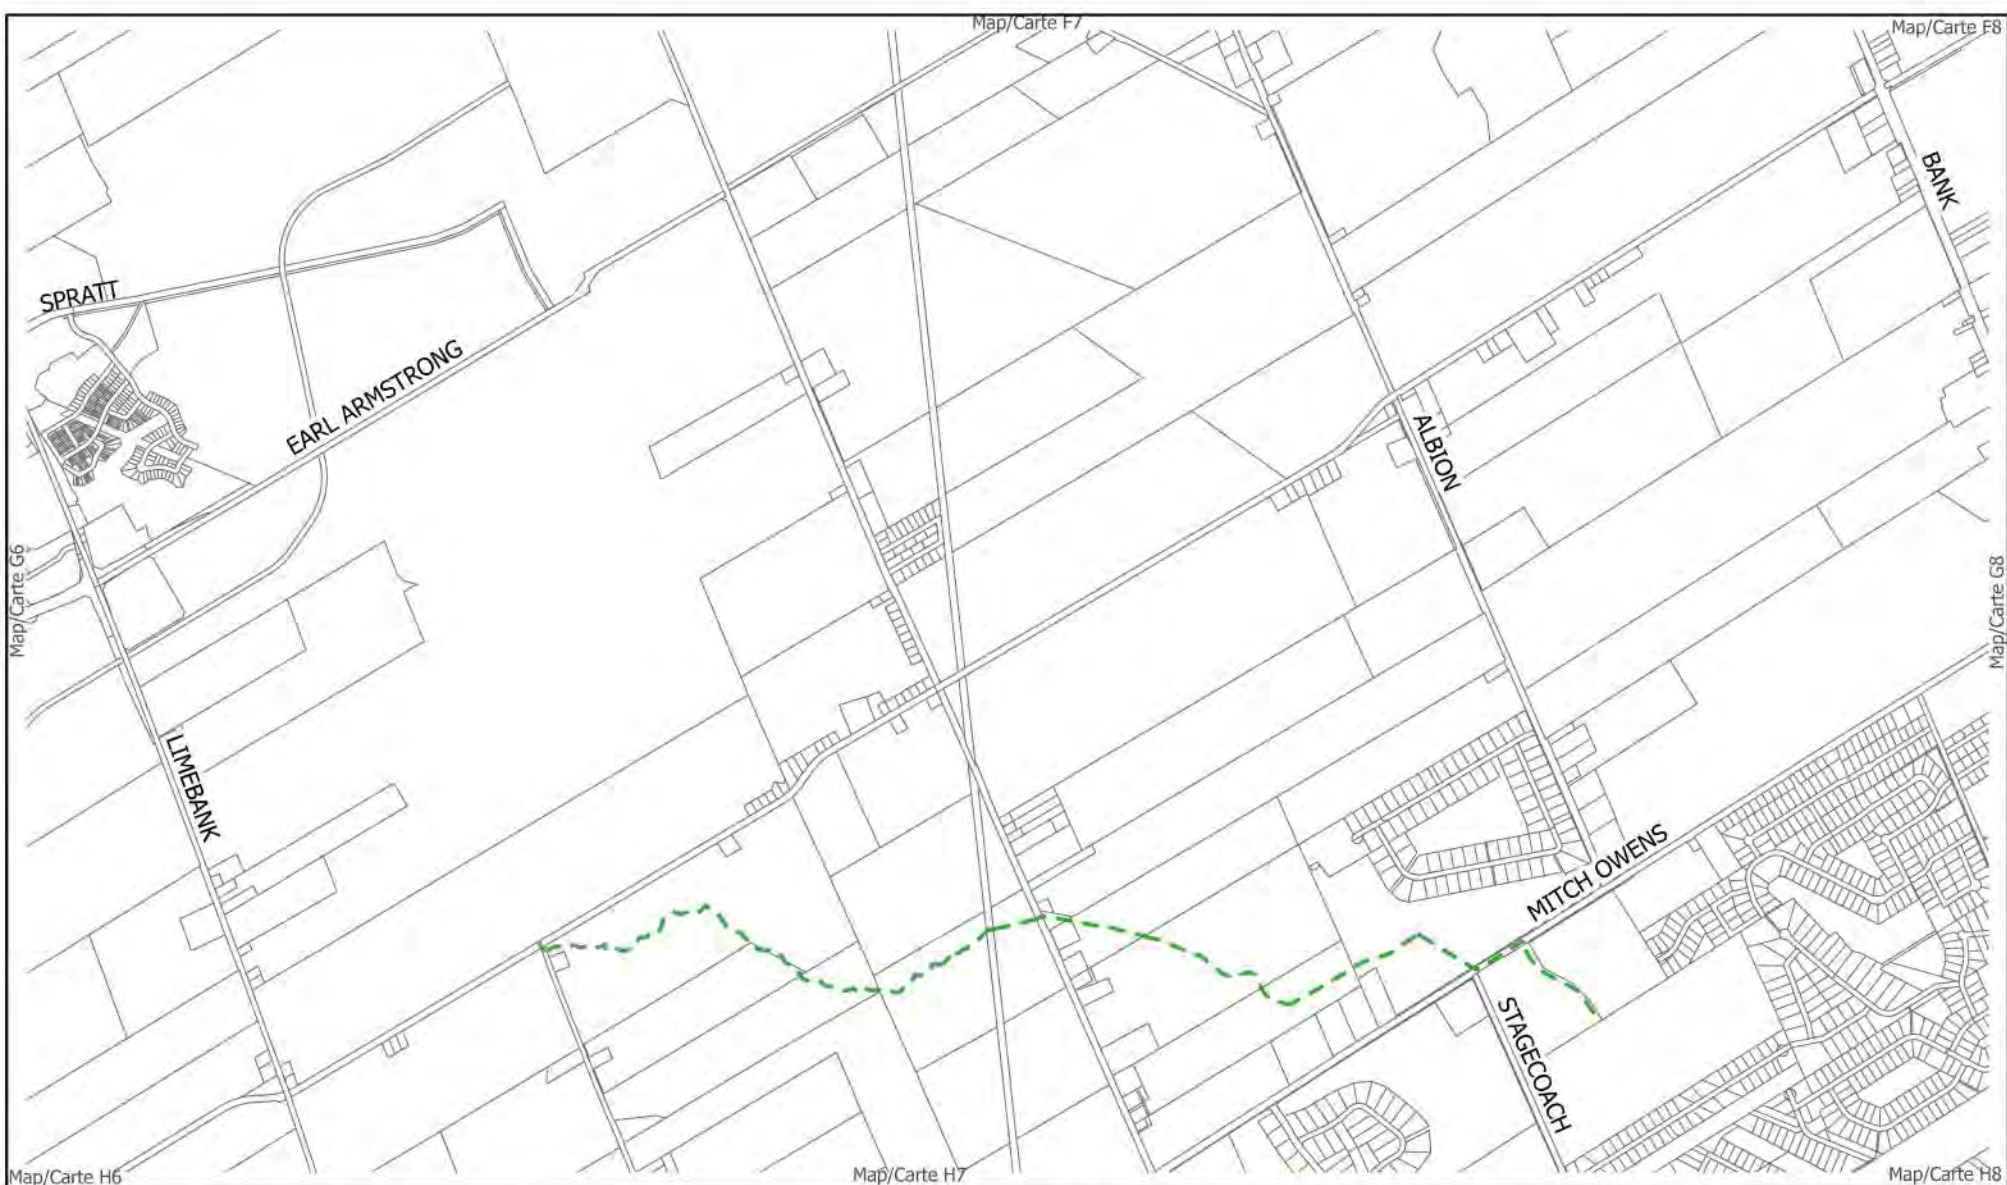 Map/Carte F7
Map/Carte F8
BANK
SPRATT
EARL ARMSTRONG
ALBION
Map/Carte G6
Map/Carte G8
LIMEBANK
MITCH OWENS
STAGECOACH
Map/Carte H6
Map/Carte H7
Map/Carte H8